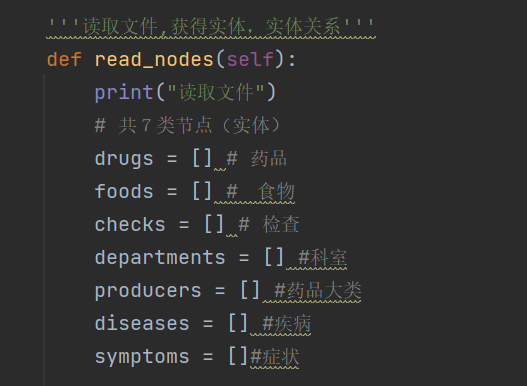 '''读取文件,获得实体，实体关系'''
def read_nodes(self):
print("读取文件")
# 共７类节点（实体）
drugs = [] # 药品
foods = [] #  食物
checks = [] # 检查
departments = [] #科室
producers = [] #药品大类
diseases = [] #疾病
symptoms = []#症状